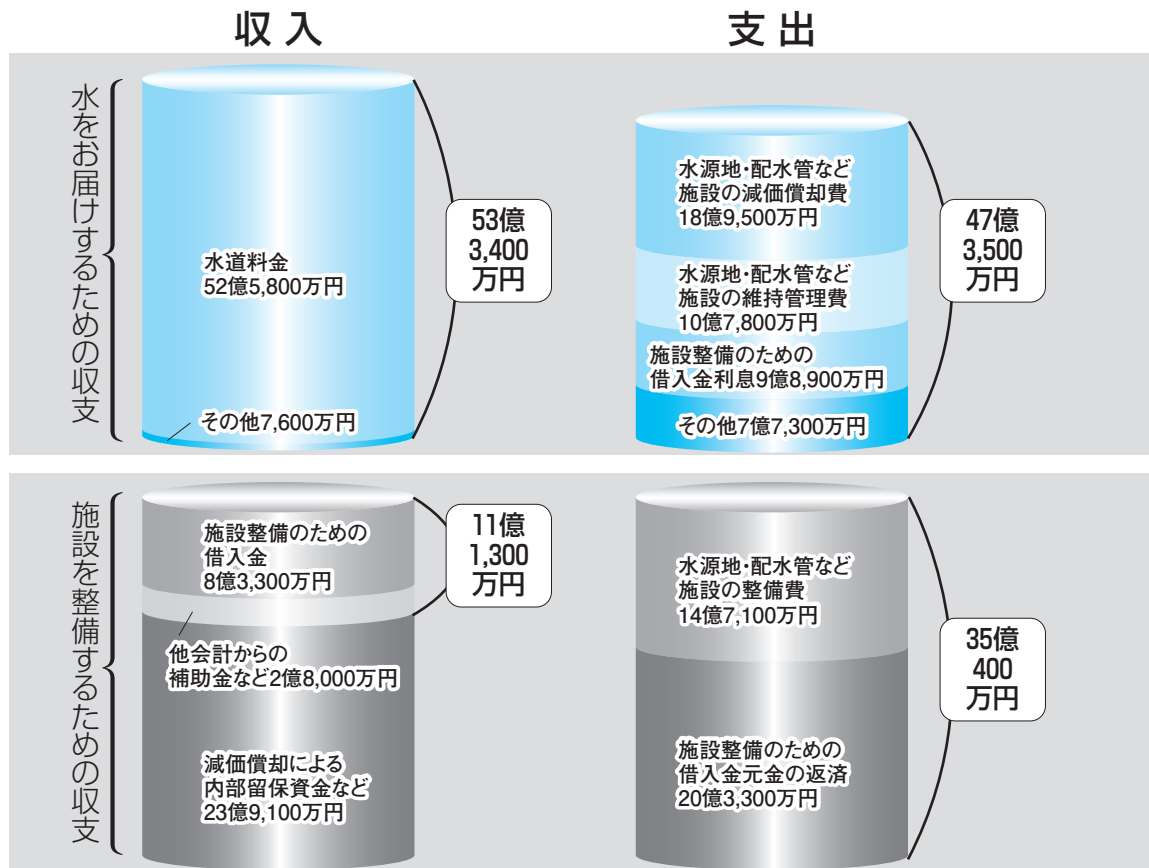 収入
支出
水をお届けするための収支
水道料金
52億5,800万円
その他7,600万円
53億
3,400
万円
水源地・配水管など
施設の減価償却費
18億9,500万円
水源地・配水管など
施設の維持管理費
10億7,800万円
施設整備のための
借入金利息9億8,900万円
その他7億7,300万円
47億
3,500
万円
施設を整備するための収支
施設整備のための
借入金
8億3,300万円
他会計からの
補助金など2億8,000万円
減価償却による
内部留保資金など
23億9,100万円
11億
1,300
万円
水源地・配水管など
施設の整備費
14億7,100万円
施設整備のための
借入金元金の返済
20億3,300万円
35億
400
万円